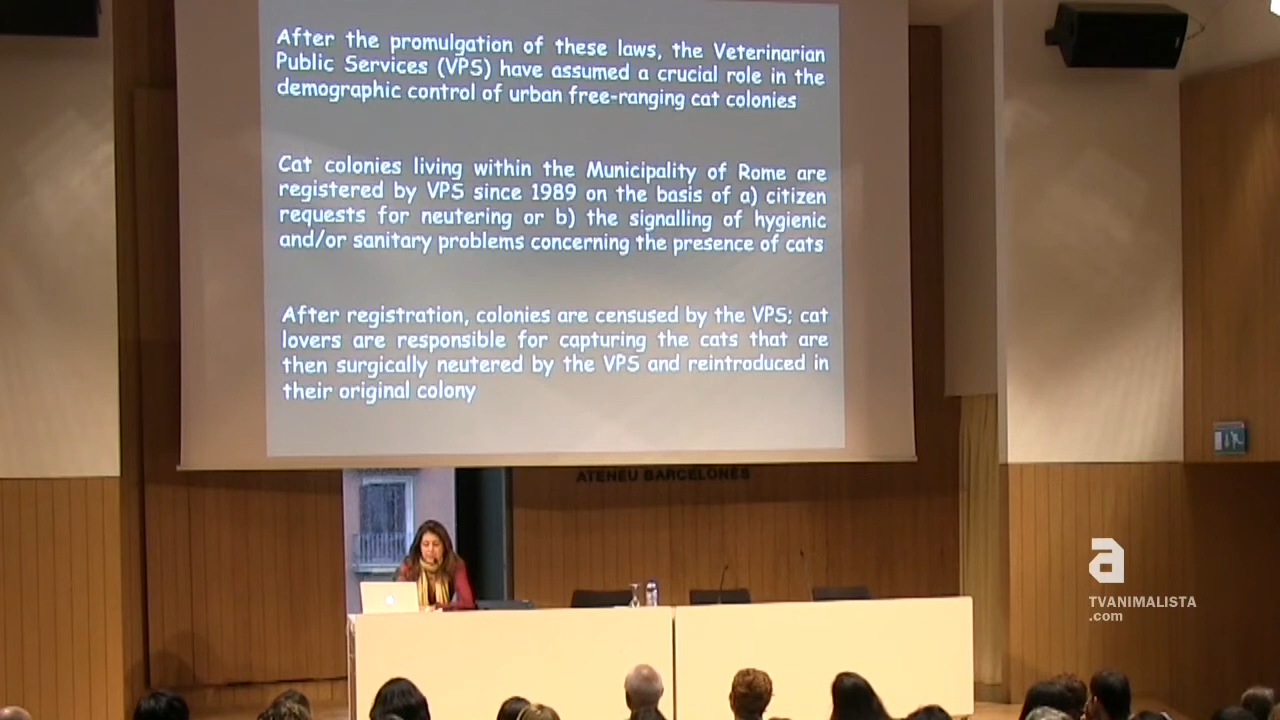 After the promulgation of these laws, the Veterinarian
Public Services (VPS) have assumed a crucial role in the
demographic control of urban free-ranging cat colonies
Cat colonies living within the Municipality of Rome are
registered by VPS since 1989 on the basis of a) citizen
requests for neutering or b) the signalling of hygienic
and/or sanitary problems concerning the presence of cats
After registration, colonies are censused by the VPS; cat
lovers are responsible for capturing the cats that are
then surgically neutered by the VPS and reintroduced in
their original colony
ATENEU BARCELONÈS
a
TVANIMALISTA
.com